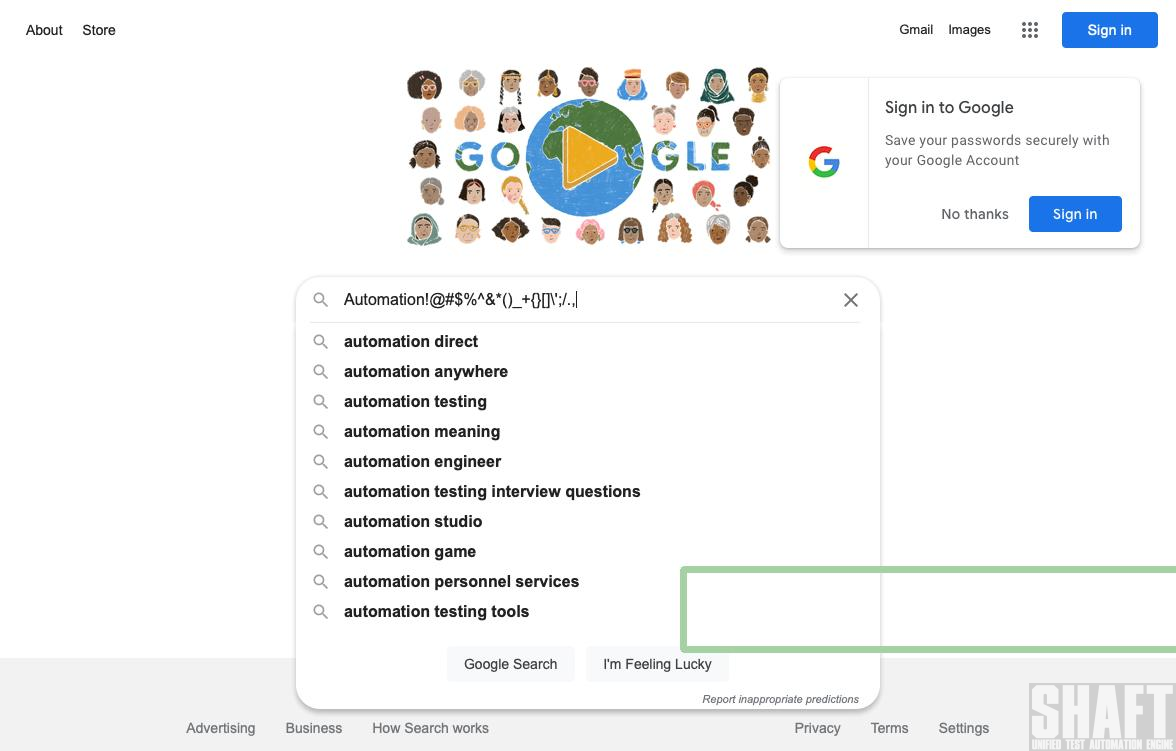 About Store
Gmail Images
Sign in
GO GLE
Sign in to Google
Save your passwords securely with
your Google Account
No thanks
Sign in
Automation!@#$%^&*()_+{}[]\';/.,
automation direct
automation anywhere
automation testing
automation meaning
automation engineer
automation testing interview questions
automation studio
automation game
automation personnel services
automation testing tools
Google Search
I'm Feeling Lucky
Report inappropriate predictions
Advertising Business How Search works
Privacy Terms Settings
SHAFT
UNIFIED TEST AUTOMATION ENGINE